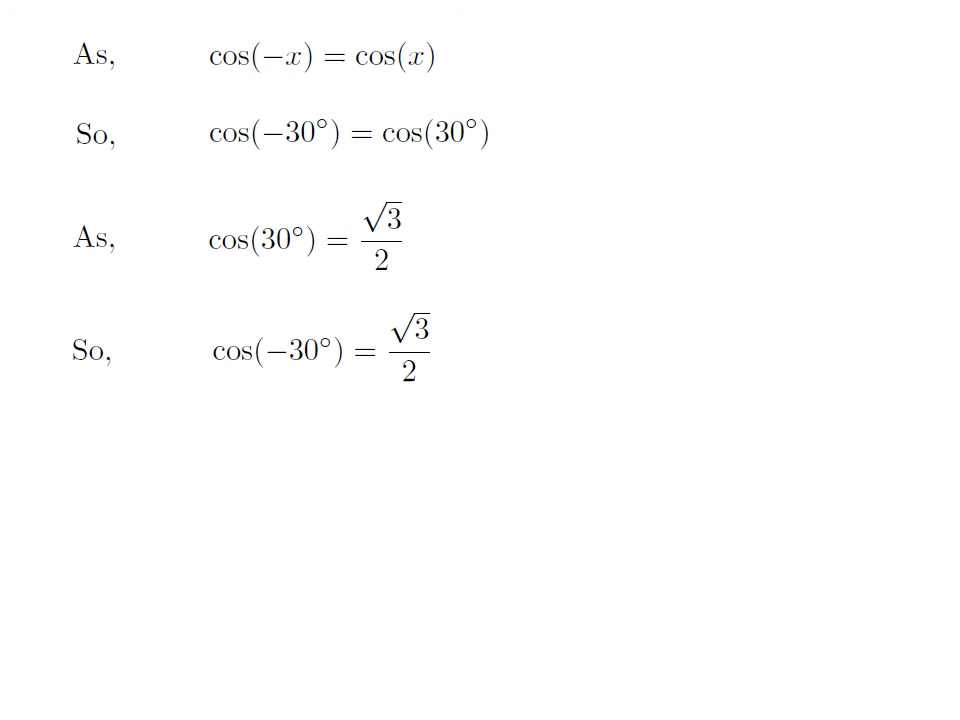 As, cos(−x) = cos(x)
So, cos(−30°) = cos(30°)
As, cos(30°) = √3/2
So, cos(−30°) = √3/2